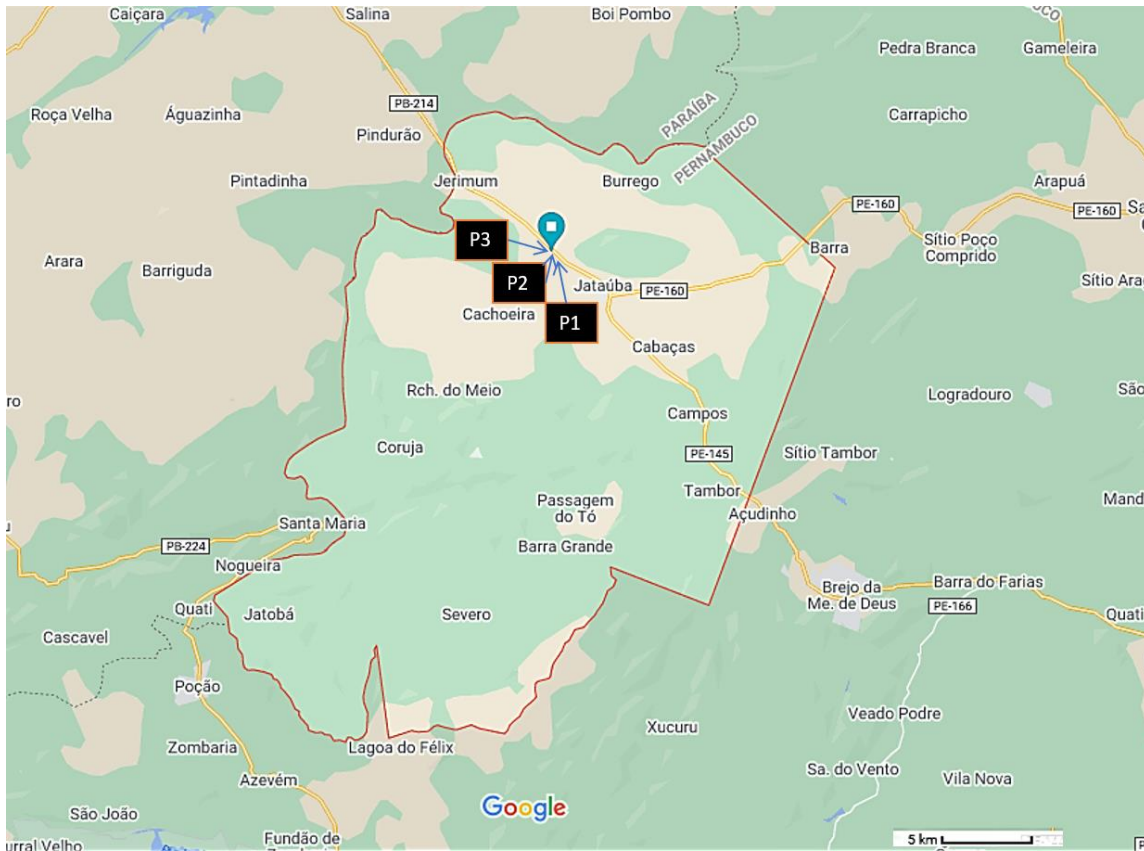 Caiçara
Salina
Boi Pombo
Pedra Branca
Gameleira
PB-214
Roça Velha
Águazinha
Pindurão
PARAÍBA
PERNAMBUCO
Carrapicho
Pintadinha
Jerimum
Burrego
Arapuá
PE-160
PE-160
P3
Barra
Sítio Poço
Comprido
Arara
Barriguda
P2
Jataúba
PE-160
Cachoeira
P1
Cabaças
Rch. do Meio
Logradouro
Campos
Coruja
PE-145
Sítio Tambor
Tambor
Passagem
do Tó
Açudinho
Santa Maria
PB-224
Barra Grande
Nogueira
Brejo da
Me. de Deus
Barra do Farias
PE-166
Quati
Jatobá
Severo
Quati
Cascavel
Poção
Xucuru
Veado Podre
Zombaria
Lagoa do Félix
Azevém
Sa. do Vento
Vila Nova
São João
Google
Fundão de
5 km
urral Velho